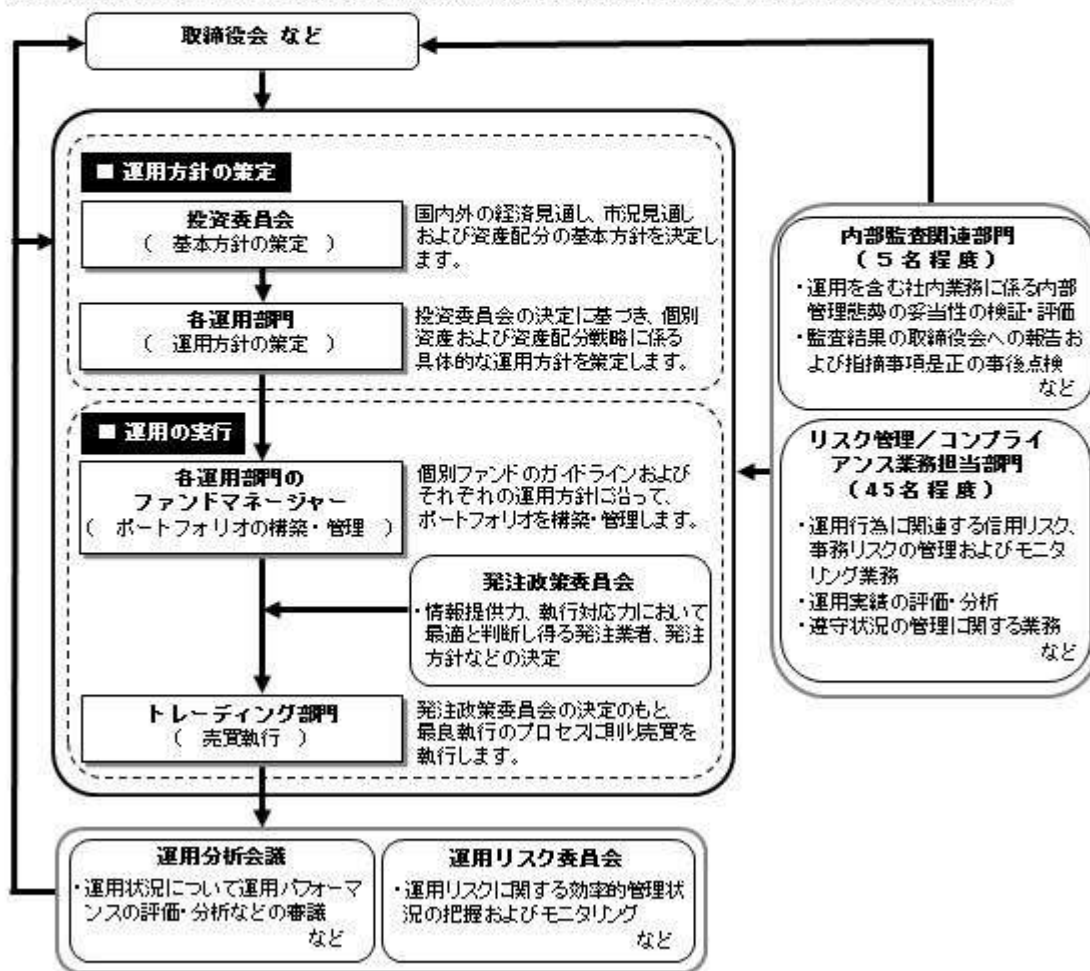 取締役会 など
■ 運用方針の策定
投資委員会
( 基本方針の策定 )
国内外の経済見通し、市況見通し
および資産配分の基本方針を決定し
ます。
各運用部門
( 運用方針の策定 )
投資委員会の決定に基づき、個別
資産および資産配分戦略に係る
具体的な運用方針を策定します。
■ 運用の実行
各運用部門の
ファンドマネージャー
( ポートフォリオの構築・管理 )
個別ファンドのガイドラインおよび
それぞれの運用方針に沿って、
ポートフォリオを構築・管理します。
発注政策委員会
・情報提供力、執行対応力において
最適と判断し得る発注業者、発注
方針などの決定
トレーディング部門
( 売買執行 )
発注政策委員会の決定のもと、
最良執行のプロセスに則り売買を
執行します。
運用分析会議
・運用状況について運用パフォーマ
ンスの評価・分析などの審議
など
運用リスク委員会
・運用リスクに関する効率的管理状
況の把握およびモニタリング
など
内部監査関連部門
(5名程度)
・運用を含む社内業務に係る内部
管理態勢の妥当性の検証・評価
・監査結果の取締役会への報告お
よび指摘事項是正の事後点検
など
リスク管理/コンプライ
アンス業務担当部門
(45名程度)
・運用行為に関連する信用リスク、
事務リスクの管理およびモニタ
リング業務
・運用実績の評価・分析
・遵守状況の管理に関する業務
など